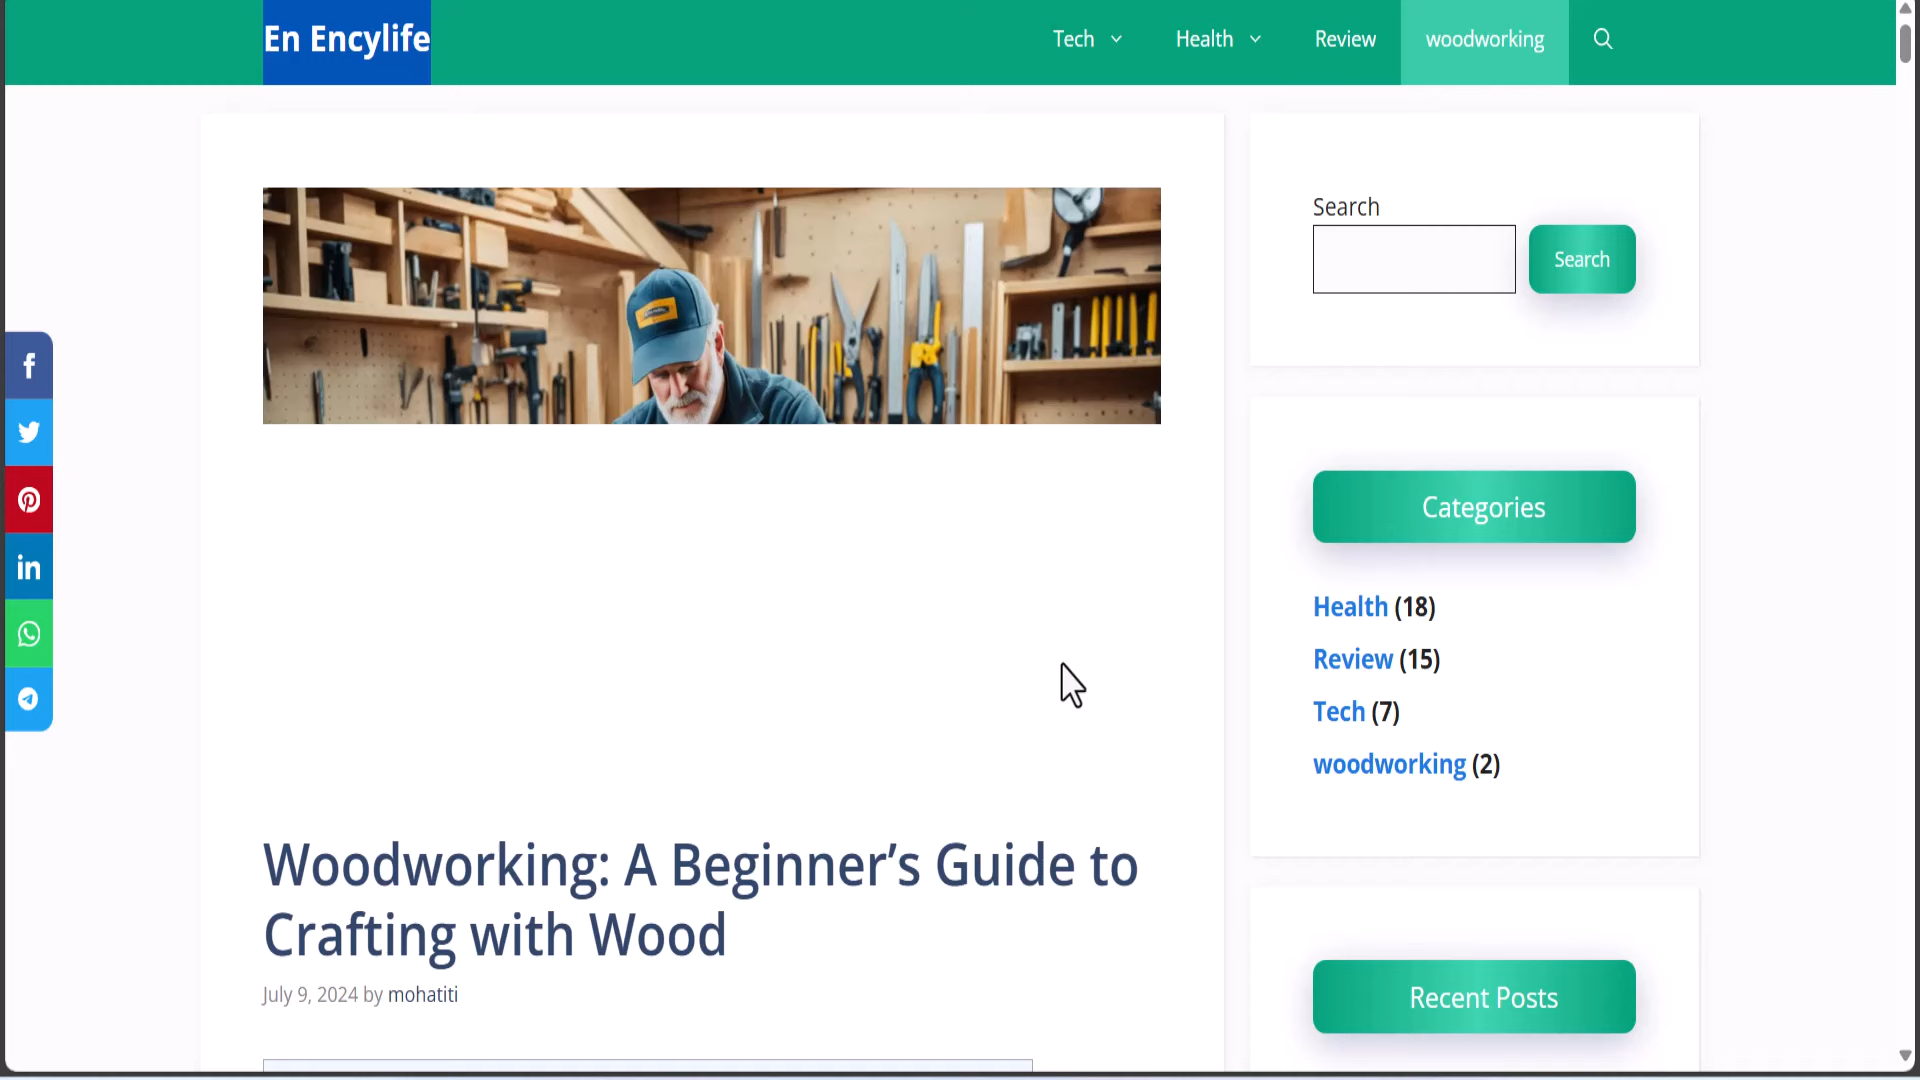 En Encylife
Tech
Health
Review
woodworking
Search
Search
Categories
Health (18)
Review (15)
Tech (7)
woodworking (2)
Woodworking: A Beginner’s Guide to
Crafting with Wood
July 9, 2024 by mohatiti
Recent Posts